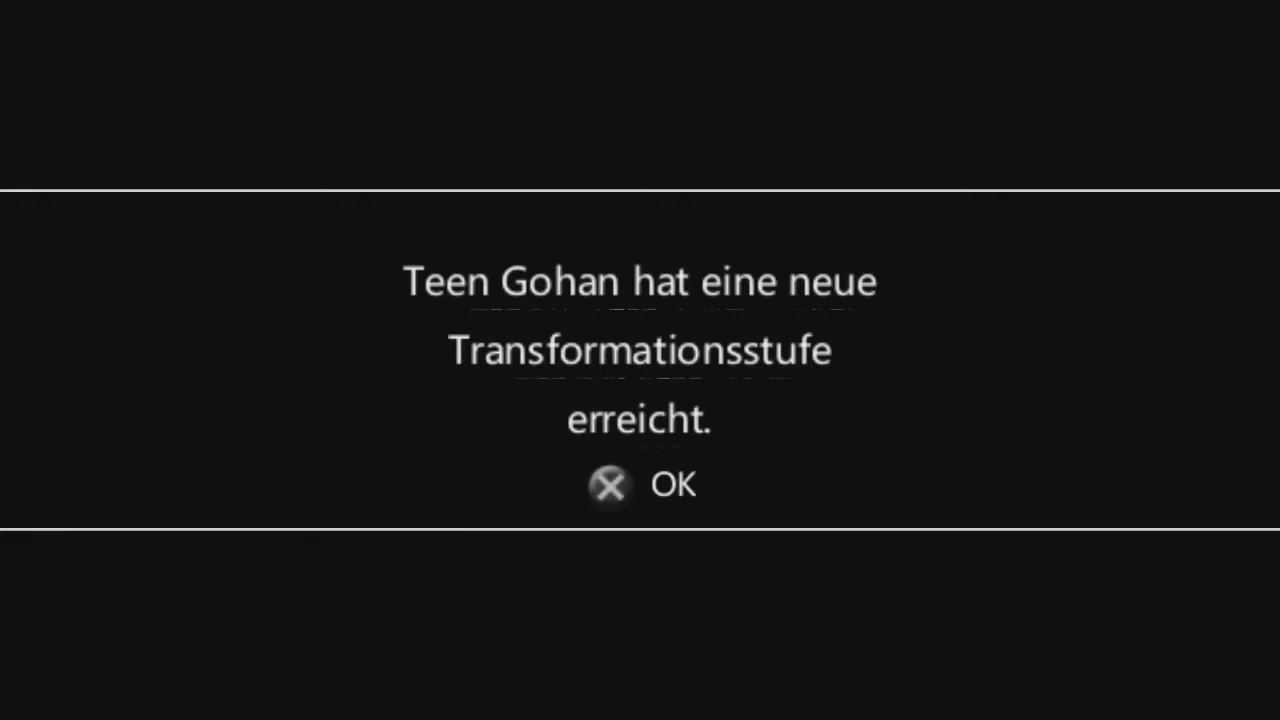 Teen Gohan hat eine neue
Transformationsstufe
erreicht.
OK